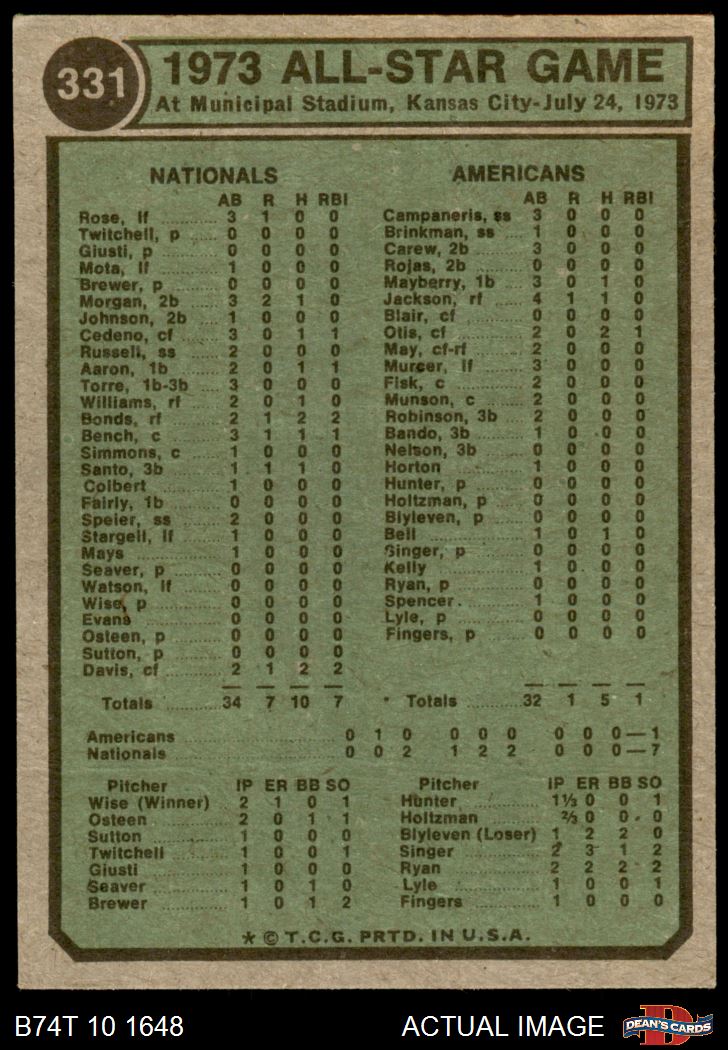 331
1973 ALL-STAR GAME
At Municipal Stadium, Kansas City-July 24, 1973
NATIONALS
AB R H RBI
Rose, lf 3 1 0 0
Twitchell, p 0 0 0 0
Giusti, p 0 0 0 0
Mota, lf 1 0 0 0
Brewer, p 0 0 0 0
Morgan, 2b 3 2 1 0
Johnson, 2b 1 0 0 0
Cedeno, cf 3 0 1 1
Russell, ss 2 0 0 0
Aaron, 1b 2 0 1 1
Torre, 1b-3b 3 0 0 0
Williams, rf 2 0 1 0
Bonds, rf 2 1 2 2
Bench, c 3 1 1 1
Simmons, c 1 0 0 0
Santo, 3b 1 1 1 0
Colbert 1 0 0 0
Fairly, 1b 0 0 0 0
Speier, ss 2 0 0 0
Stargell, lf 1 0 0 0
Mays 1 0 0 0
Seaver, p 0 0 0 0
Watson, lf 0 0 0 0
Wise, p 0 0 0 0
Evans 0 0 0 0
Osteen, p 0 0 0 0
Sutton, p 0 0 0 0
Davis, cf 2 1 2 2
Totals 34 7 10 7
AMERICANS
AB R H RBI
Campaneris, ss 3 0 0 0
Brinkman, ss 1 0 0 0
Carew, 2b 3 0 0 0
Rojas, 2b 0 0 0 0
Mayberry, 1b 3 0 1 0
Jackson, rf 4 1 1 0
Blair, cf 0 0 0 0
Otis, cf 2 0 2 1
May, cf-rf 2 0 0 0
Murcer, lf 3 0 0 0
Fisk, c 2 0 0 0
Munson, c 2 0 0 0
Robinson, 3b 2 0 0 0
Bando, 3b 1 0 0 0
Nelson, 3b 0 0 0 0
Horton 1 0 0 0
Hunter, p 0 0 0 0
Holtzman, p 0 0 0 0
Blyleven, p 0 0 0 0
Bell 1 0 1 0
Singer, p 0 0 0 0
Kelly 1 0 0 0
Ryan, p 0 0 0 0
Spencer 1 0 0 0
Lyle, p 0 0 0 0
Fingers, p 0 0 0 0
Totals 32 1 5 1
Americans 0 1 0 0 0 0 0 0 0—1
Nationals 0 0 2 1 2 2 0 0 0—7
Pitcher IP ER BB SO
Wise (Winner) 2 1 0 1
Osteen 2 0 1 1
Sutton 1 0 0 0
Twitchell 1 0 0 1
Giusti 1 0 0 0
Seaver 1 0 1 0
Brewer 1 0 1 2
Pitcher IP ER BB SO
Hunter 1⅓ 0 0 1
Holtzman ⅔ 0 0 0
Blyleven (Loser) 1 2 2 0
Singer 2 3 1 2
Ryan 2 2 2 2
Lyle 1 0 0 1
Fingers 1 0 0 0
* © T.C.G. PRTD. IN U.S.A.
B74T 10 1648
ACTUAL IMAGE
D
DEAN'S CARDS